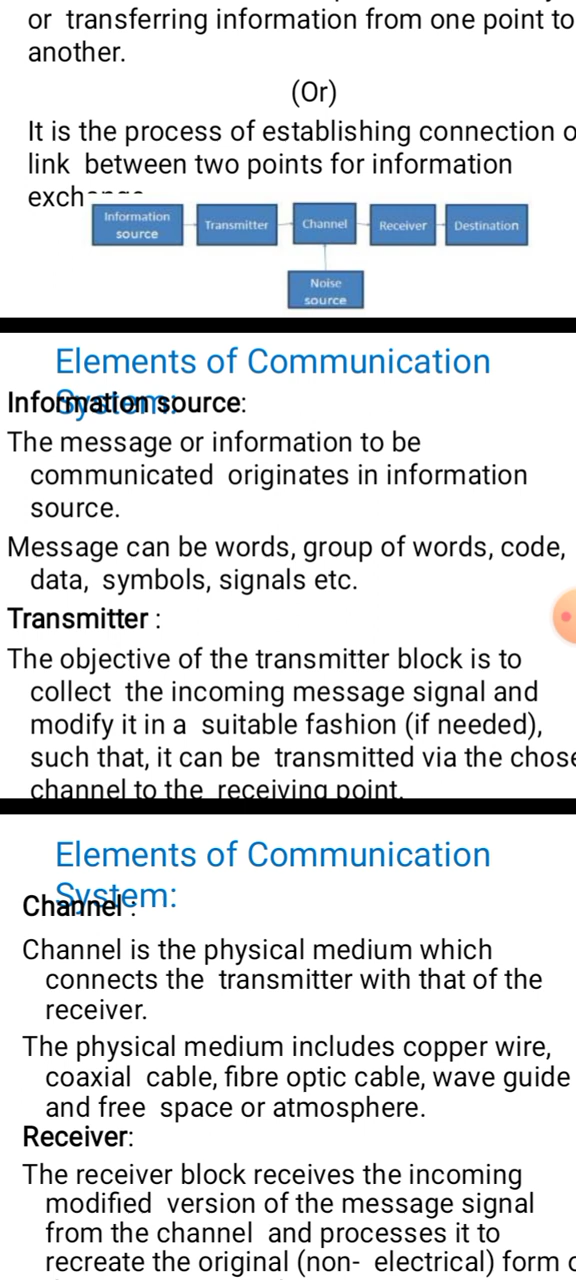 or transferring information from one point to
another.
(Or)
It is the process of establishing connection o
link between two points for information
exch
Information source
Transmitter
Channel
Receiver
Destination
Noise source
Elements of Communication
System:
Information source:
The message or information to be
communicated originates in information
source.
Message can be words, group of words, code,
data, symbols, signals etc.
Transmitter :
The objective of the transmitter block is to
collect the incoming message signal and
modify it in a suitable fashion (if needed),
such that, it can be transmitted via the chose
channel to the receiving point.
Elements of Communication
System:
Channel :
Channel is the physical medium which
connects the transmitter with that of the
receiver.
The physical medium includes copper wire,
coaxial cable, fibre optic cable, wave guide
and free space or atmosphere.
Receiver:
The receiver block receives the incoming
modified version of the message signal
from the channel and processes it to
recreate the original (non- electrical) form o